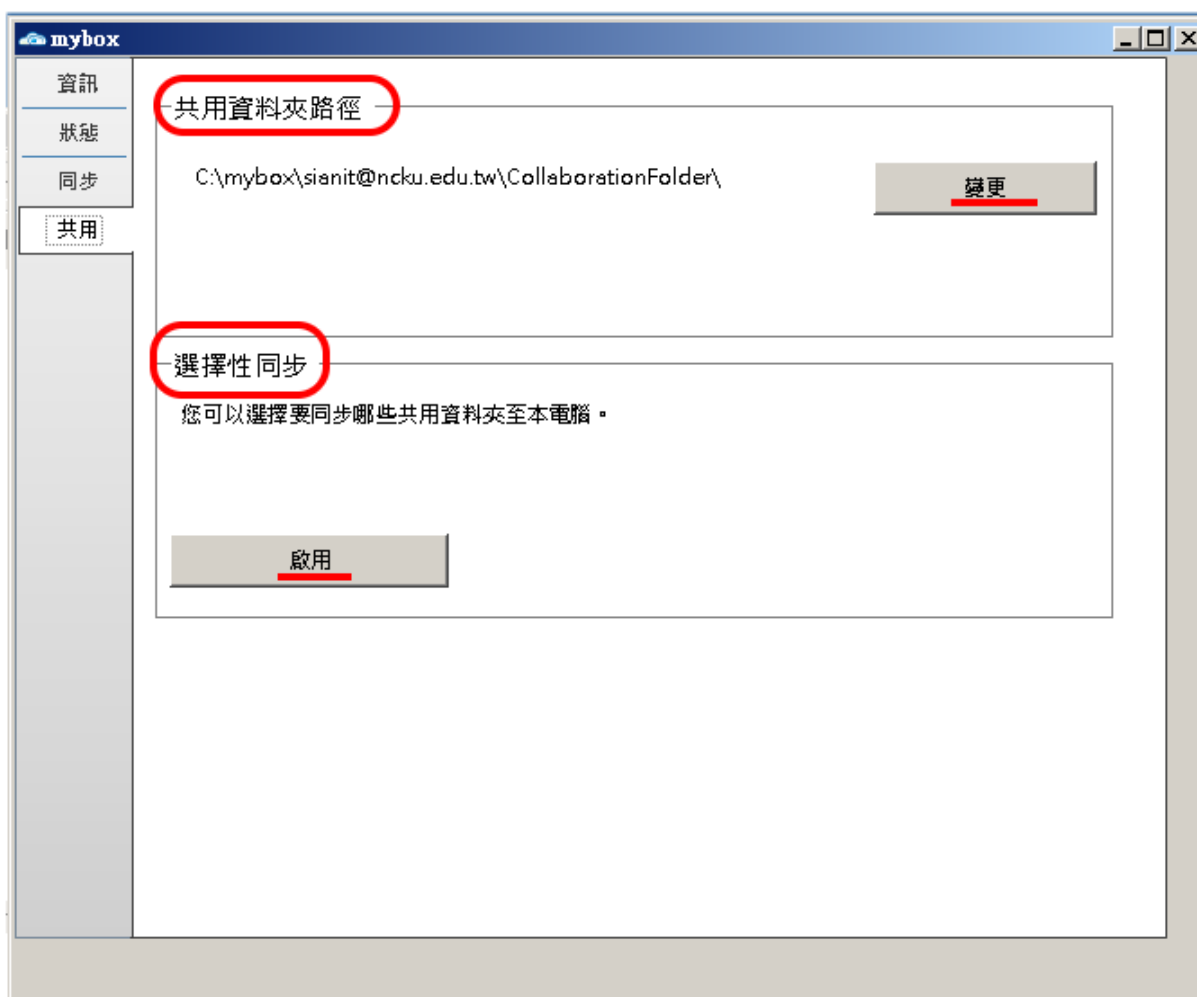 mybox
資訊
狀態
同步
共用
共用資料夾路徑
C:\mybox\sianit@ncku.edu.tw\CollaborationFolder\
變更
選擇性同步
您可以選擇要同步哪些共用資料夾至本電腦。
啟用